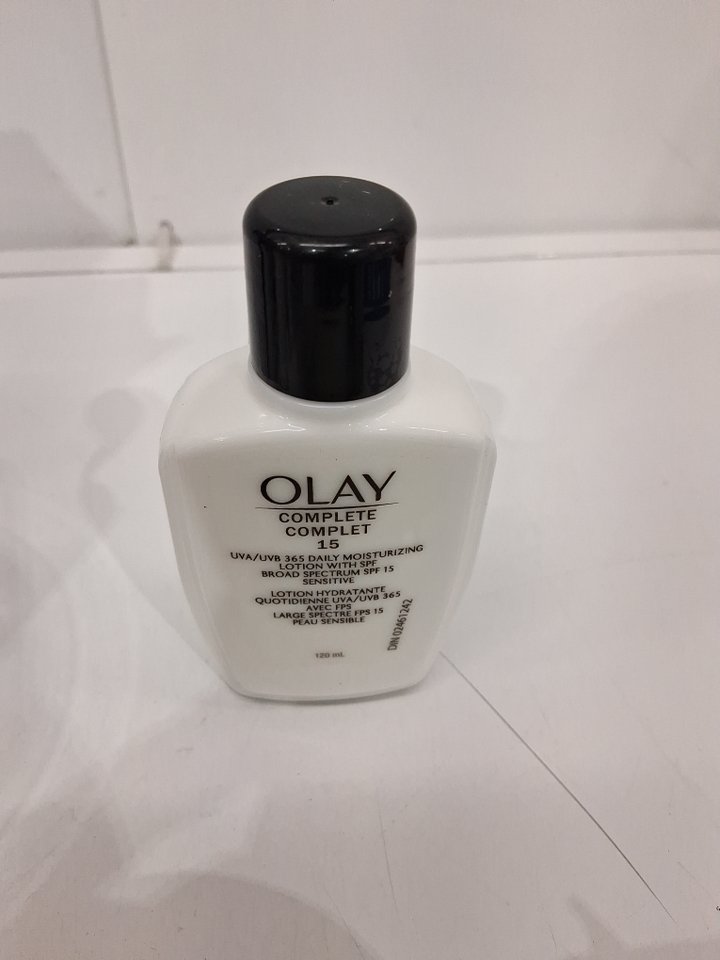 OLAY
COMPLETE
COMPLET
15
UVA/UVB 365 DAILY MOISTURIZING
LOTION WITH SPF
BROAD SPECTRUM SPF 15
SENSITIVE
LOTION HYDRATANTE
QUOTIDIENNE UVA/UVB 365
AVEC FPS
LARGE SPECTRE FPS 15
PEAU SENSIBLE
DIN 02461242
120 mL